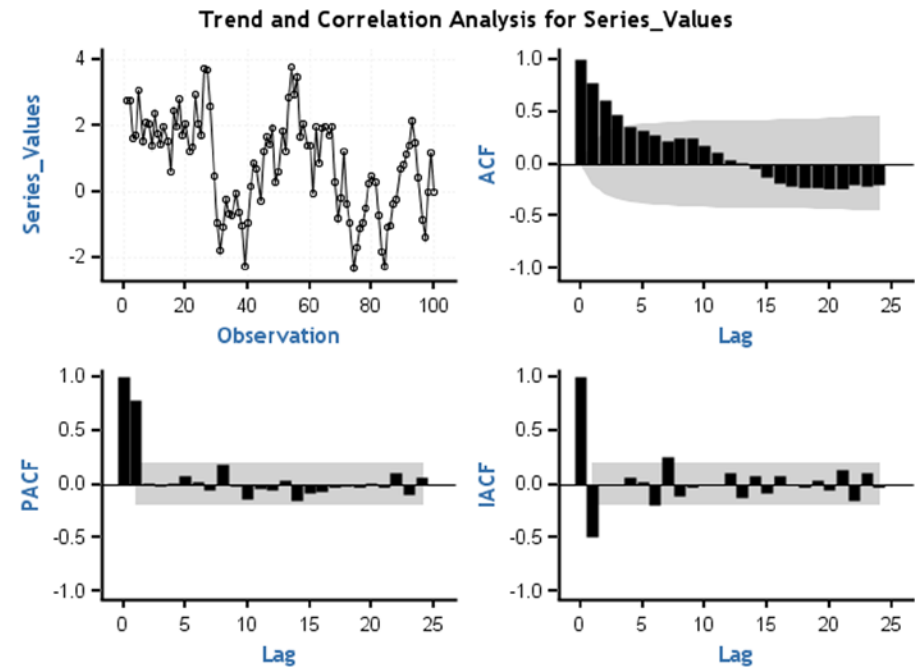 Trend and Correlation Analysis for Series_Values
Series_Values
4
2
0
-2
0 20 40 60 80 100
Observation
ACF
1.0
0.5
0.0
-0.5
-1.0
0 5 10 15 20 25
Lag
PACF
1.0
0.5
0.0
-0.5
-1.0
0 5 10 15 20 25
Lag
IACF
1.0
0.5
0.0
-0.5
-1.0
0 5 10 15 20 25
Lag